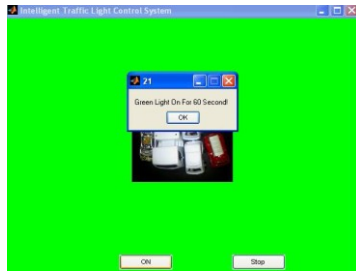 Intelligent Traffic Light Control System
21
Green Light On For 60 Second!
OK
ON
Stop